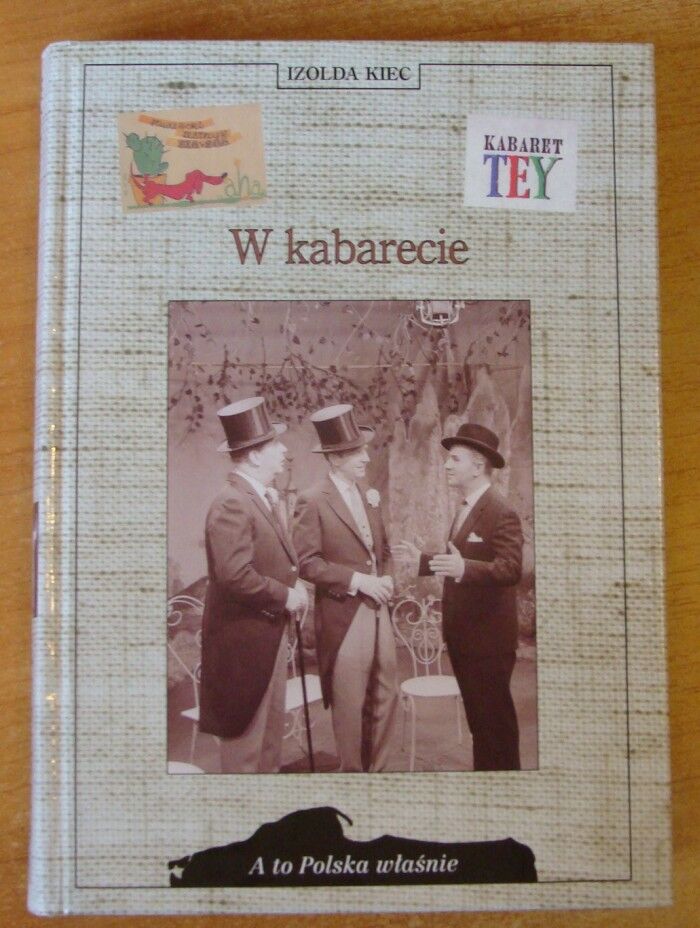 IZOLDA KIEC
aha
KABARET
TEY
W kabarecie
A to Polska właśnie